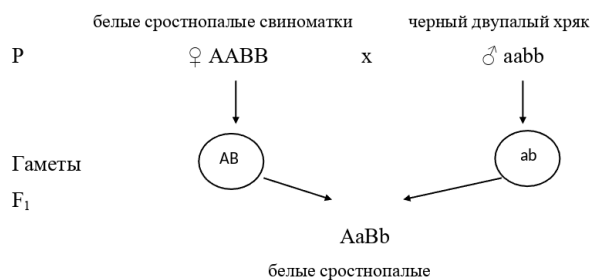 белые сростнопалые свиноматки черный двупалый хряк
P ♀ AABB x ♂ aabb
AB ab
Гаметы
F₁
AaBb
белые сростнопалые